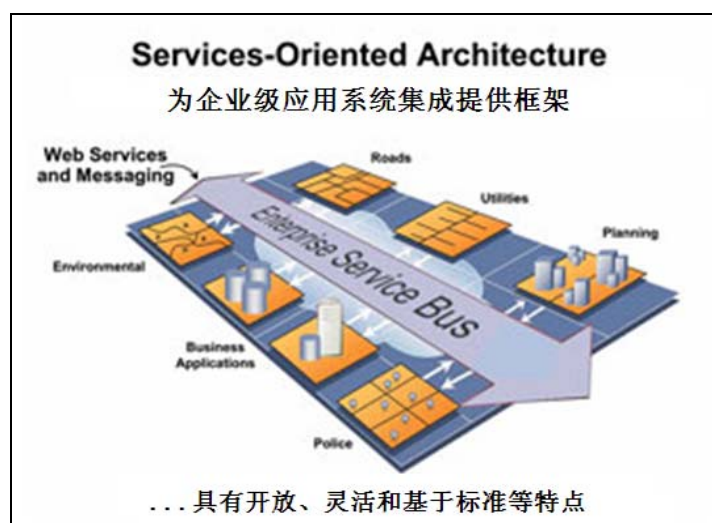 Services-Oriented Architecture
为企业级应用系统集成提供框架
Web Services
and Messaging
Roads
Utilities
Planning
Enterprise Service Bus
Environmental
Business
Applications
Police
...具有开放、灵活和基于标准等特点